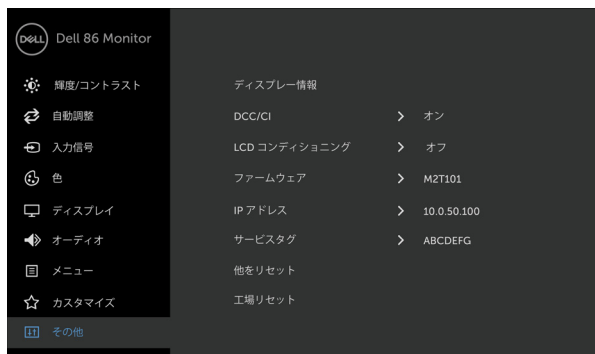 DELL Dell 86 Monitor
輝度/コントラスト
自動調整
入力信号
色
ディスプレイ
オーディオ
メニュー
カスタマイズ
その他
ディスプレー情報
DCC/CI オン
LCD コンディショニング オフ
ファームウェア M2T101
IP アドレス 10.0.50.100
サービスタグ ABCDEFG
他をリセット
工場リセット